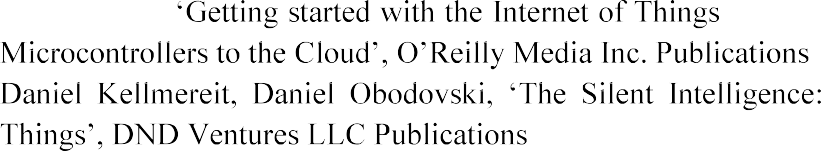 ‘Getting started with the Internet of Things
Microcontrollers to the Cloud’, O’Reilly Media Inc. Publications
Daniel Kellmereit, Daniel Obodovski, ‘The Silent Intelligence:
Things’, DND Ventures LLC Publications